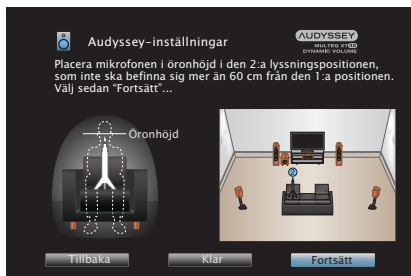 Audyssey-inställningar
AUDYSSEY
MULTEQ XT32
DYNAMIC VOLUME
Placera mikrofonen i öronhöjd i den 2:a lyssningspositionen,
som inte ska befinna sig mer än 60 cm från den 1:a positionen.
Välj sedan “Fortsätt”...
Öronhöjd
2
Tillbaka
Klar
Fortsätt